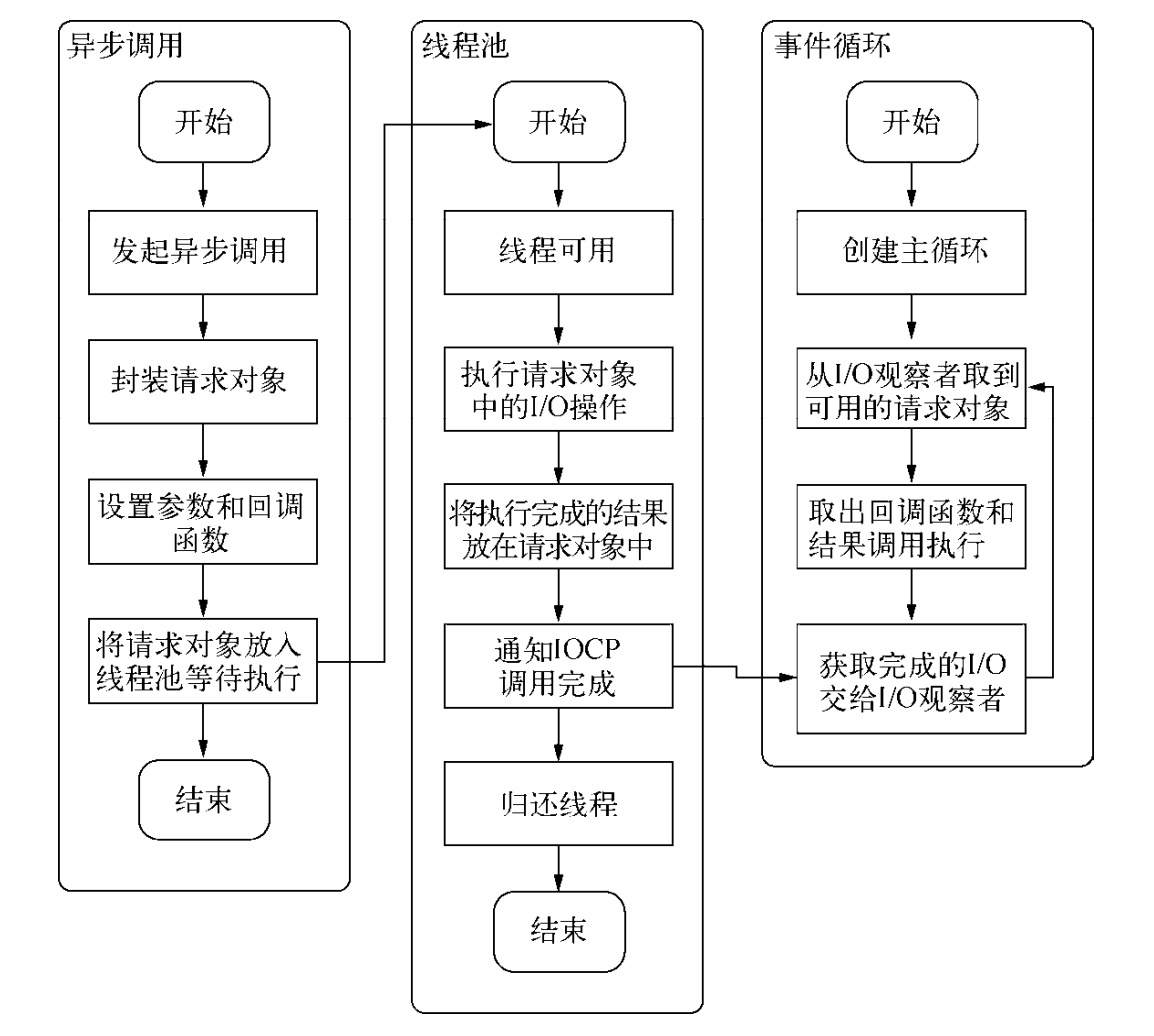 异步调用
开始
发起异步调用
封装请求对象
设置参数和回调
函数
将请求对象放入
线程池等待执行
结束
线程池
开始
线程可用
执行请求对象
中的I/O操作
将执行完成的结果
放在请求对象中
通知IOCP
调用完成
归还线程
结束
事件循环
开始
创建主循环
从I/O观察者取到
可用的请求对象
取出回调函数和
结果调用执行
获取完成的I/O
交给I/O观察者